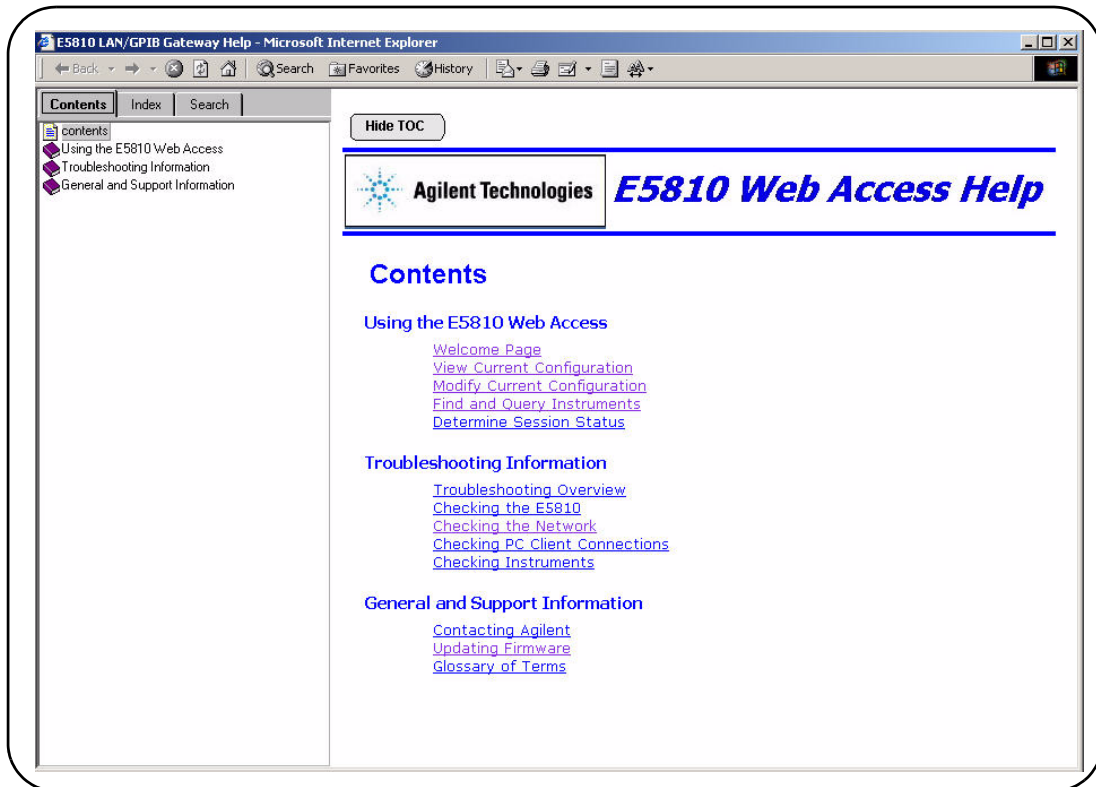 E5810 LAN/GPIB Gateway Help - Microsoft Internet Explorer
Back Search Favorites History
Contents Index Search
contents
Using the E5810 Web Access
Troubleshooting Information
General and Support Information
Hide TOC
Agilent Technologies E5810 Web Access Help
Contents
Using the E5810 Web Access
Welcome Page
View Current Configuration
Modify Current Configuration
Find and Query Instruments
Determine Session Status
Troubleshooting Information
Troubleshooting Overview
Checking the E5810
Checking the Network
Checking PC Client Connections
Checking Instruments
General and Support Information
Contacting Agilent
Updating Firmware
Glossary of Terms